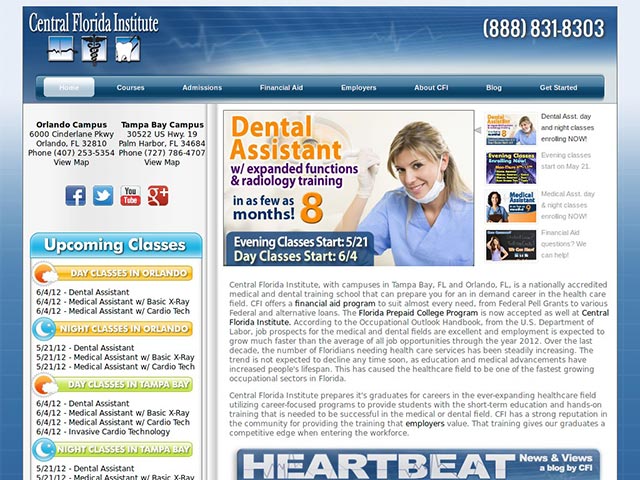 Central Florida Institute
(888) 831-8303
Home Courses Admissions Financial Aid Employers About CFI Blog Get Started
Orlando Campus
6000 Cinderlane Pkwy
Orlando, FL 32810
Phone (407) 253-5354
View Map
Tampa Bay Campus
30522 US Hwy. 19
Palm Harbor, FL 34684
Phone (727) 786-4707
View Map
You Tube
Upcoming Classes
DAY CLASSES IN ORLANDO
6/4/12 - Dental Assistant
6/4/12 - Medical Assistant w/ Basic X-Ray
6/4/12 - Medical Assistant w/ Cardio Tech
NIGHT CLASSES IN ORLANDO
5/21/12 - Dental Assistant
5/21/12 - Medical Assistant w/ Basic X-Ray
5/21/12 - Medical Assistant w/ Cardio Tech
DAY CLASSES IN TAMPA BAY
6/4/12 - Dental Assistant
6/4/12 - Medical Assistant w/ Basic X-Ray
6/4/12 - Medical Assistant w/ Cardio Tech
6/4/12 - Invasive Cardio Technology
NIGHT CLASSES IN TAMPA BAY
5/21/12 - Dental Assistant
5/21/12 - Medical Assistant w/ Basic X-Ray
Dental
Assistant
w/ expanded functions
& radiology training
in as few as
months! 8
Evening Classes Start: 5/21
Day Classes Start: 6/4
Dental Asst. day
and night classes
enrolling NOW!
Evening classes
start on May 21.
Medical Asst. day
& night classes
enrolling NOW!
Financial Aid
questions? We
can help!
Central Florida Institute, with campuses in Tampa Bay, FL and Orlando, FL, is a nationally accredited
medical and dental training school that can prepare you for an in demand career in the health care
field. CFI offers a financial aid program to suit almost every need, from Federal Pell Grants to various
Federal and alternative loans. The Florida Prepaid College Program is now accepted as well at Central
Florida Institute. According to the Occupational Outlook Handbook, from the U.S. Department of
Labor, job prospects for the medical and dental fields are excellent and employment is expected to
grow much faster than the average of all job opportunities through the year 2012. Over the last
decade, the number of Floridians needing health care services has been steadily increasing. The
trend is not expected to decline any time soon, as education and medical advancements have
increased people's lifespan. This has caused the healthcare field to be one of the fastest growing
occupational sectors in Florida.
Central Florida Institute prepares it's graduates for careers in the ever-expanding healthcare field
utilizing career-focused programs to provide students with the short-term education and hands-on
training that is needed to be successful in the medical or dental field. CFI has a strong reputation in
the community for providing the training that employers value. That training gives our graduates a
competitive edge when entering the workforce.
HEARTBEAT
News & Views
a blog by CFI